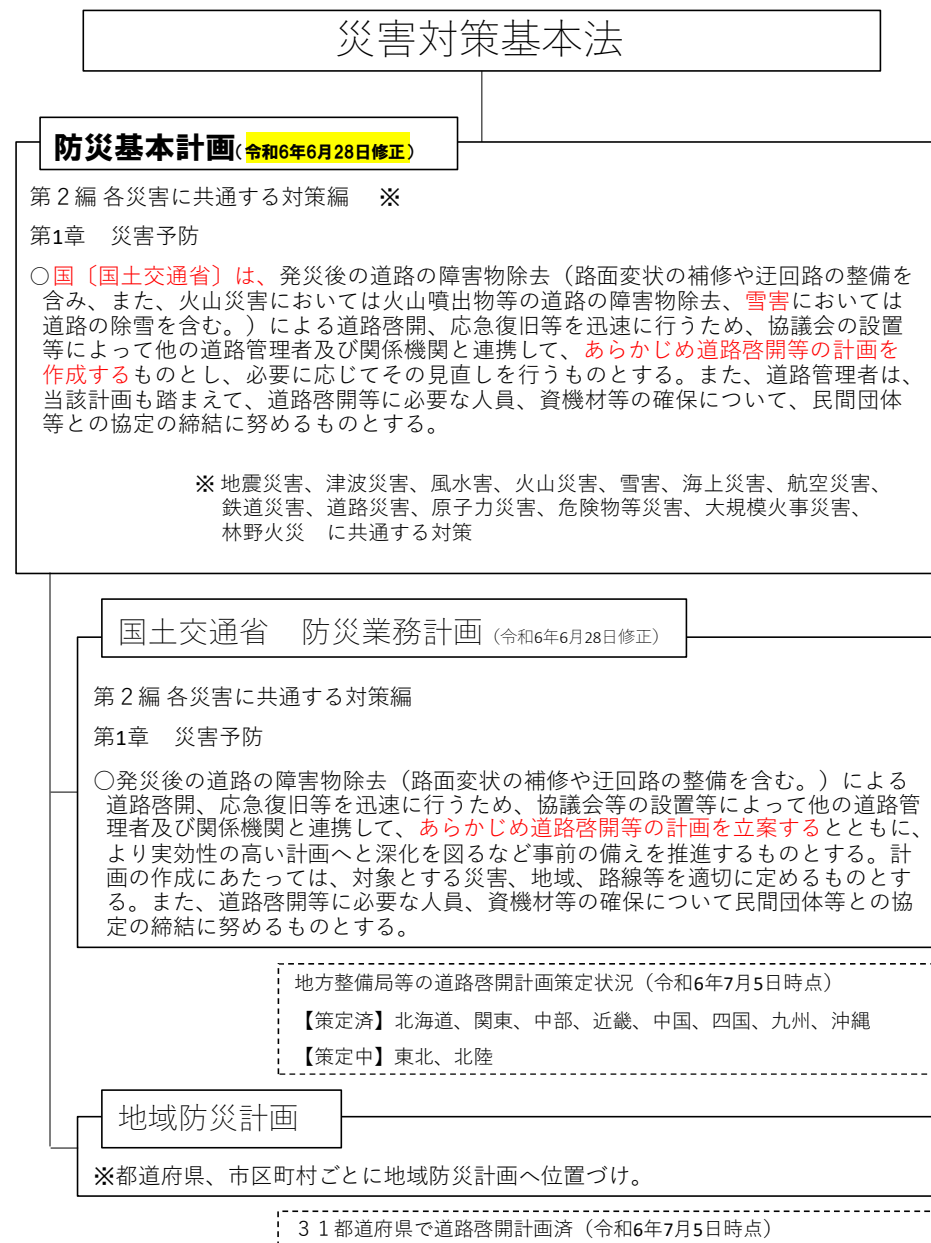 災害対策基本法
防災基本計画(令和6年6月28日修正)
第２編 各災害に共通する対策編　※
第1章　災害予防
○国〔国土交通省〕は、発災後の道路の障害物除去（路面変状の補修や迂回路の整備を
含み、また、火山災害においては火山噴出物等の道路の障害物除去、雪害においては
道路の除雪を含む。）による道路啓開、応急復旧等を迅速に行うため、協議会の設置
等によって他の道路管理者及び関係機関と連携して、あらかじめ道路啓開等の計画を
作成するものとし、必要に応じてその見直しを行うものとする。また、道路管理者は、
当該計画も踏まえて、道路啓開等に必要な人員、資機材等の確保について、民間団体
等との協定の締結に努めるものとする。
※ 地震災害、津波災害、風水害、火山災害、雪害、海上災害、航空災害、
鉄道災害、道路災害、原子力災害、危険物等災害、大規模火事災害、
林野火災　に共通する対策
国土交通省　防災業務計画（令和6年6月28日修正）
第２編 各災害に共通する対策編
第1章　災害予防
○発災後の道路の障害物除去（路面変状の補修や迂回路の整備を含む。）による
道路啓開、応急復旧等を迅速に行うため、協議会等の設置等によって他の道路管
理者及び関係機関と連携して、あらかじめ道路啓開等の計画を立案するとともに、
より実効性の高い計画へと深化を図るなど事前の備えを推進するものとする。計
画の作成にあたっては、対象とする災害、地域、路線等を適切に定めるものとす
る。また、道路啓開等に必要な人員、資機材等の確保について民間団体等との協
定の締結に努めるものとする。
地方整備局等の道路啓開計画策定状況（令和6年7月5日時点）
【策定済】北海道、関東、中部、近畿、中国、四国、九州、沖縄
【策定中】東北、北陸
地域防災計画
※都道府県、市区町村ごとに地域防災計画へ位置づけ。
３１都道府県で道路啓開計画済（令和6年7月5日時点）